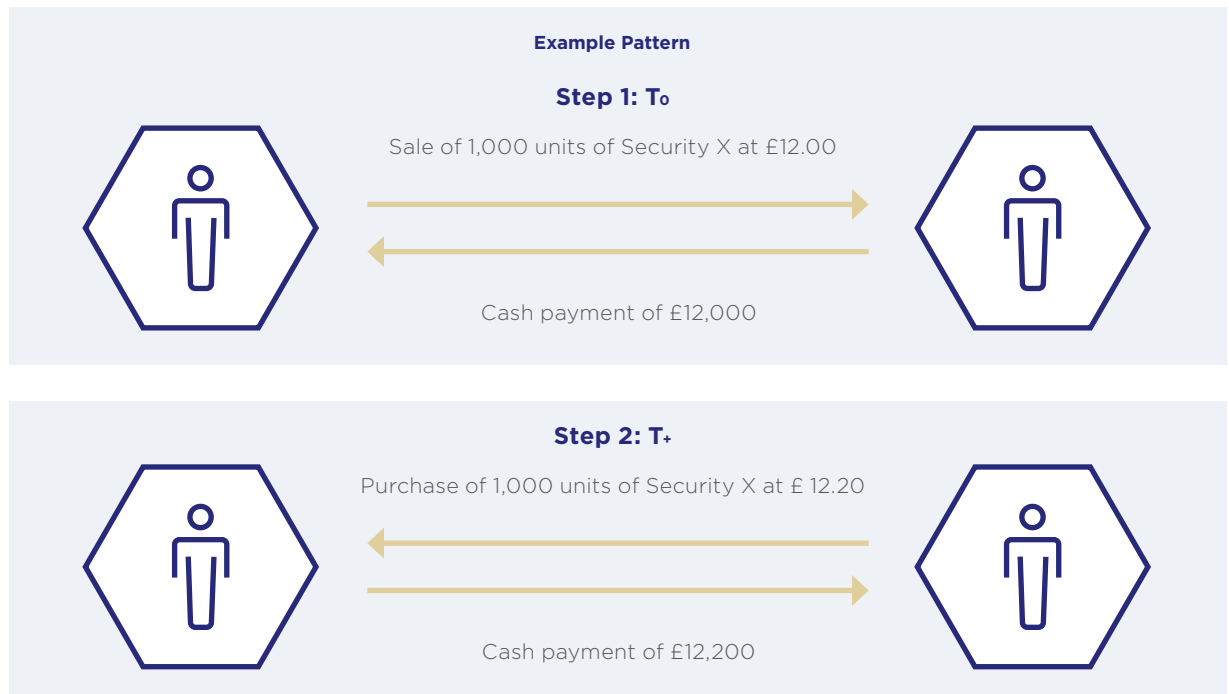 Example Pattern
Step 1: T₀
Sale of 1,000 units of Security X at £12.00
Cash payment of £12,000
Step 2: T₊
Purchase of 1,000 units of Security X at £ 12.20
Cash payment of £12,200